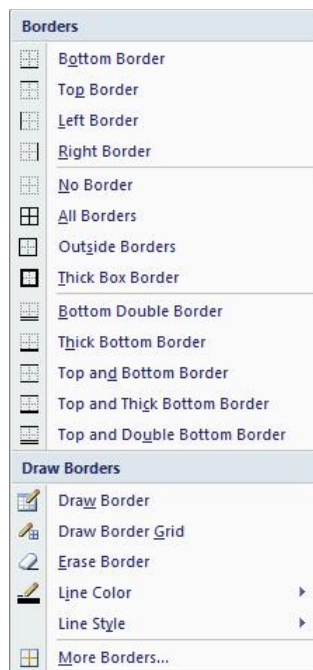 Borders
Bottom Border
Top Border
Left Border
Right Border
No Border
All Borders
Outside Borders
Thick Box Border
Bottom Double Border
Thick Bottom Border
Top and Bottom Border
Top and Thick Bottom Border
Top and Double Bottom Border
Draw Borders
Draw Border
Draw Border Grid
Erase Border
Line Color
Line Style
More Borders...